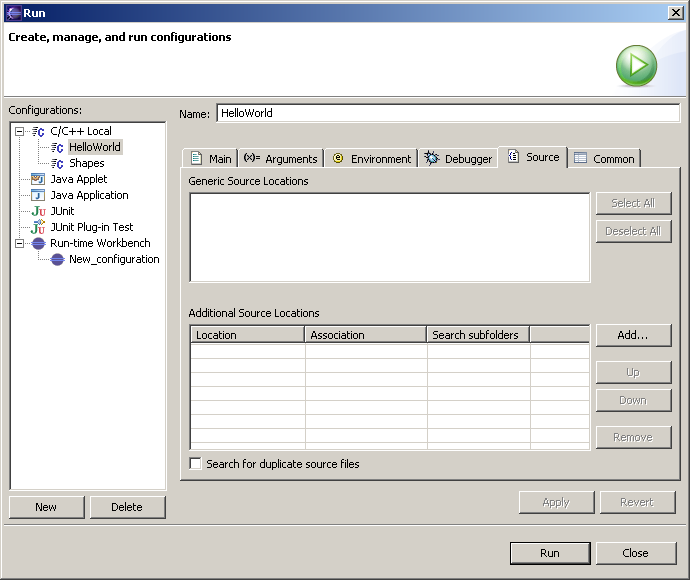 Run
Create, manage, and run configurations
Configurations:
C/C++ Local
HelloWorld
Shapes
Java Applet
Java Application
JUnit
JUnit Plug-in Test
Run-time Workbench
New_configuration
New Delete
Name: HelloWorld
Main (x)= Arguments Environment Debugger Source Common
Generic Source Locations
Select All
Deselect All
Additional Source Locations
Location Association Search subfolders
Add...
Up
Down
Remove
Search for duplicate source files
Apply Revert
Run Close